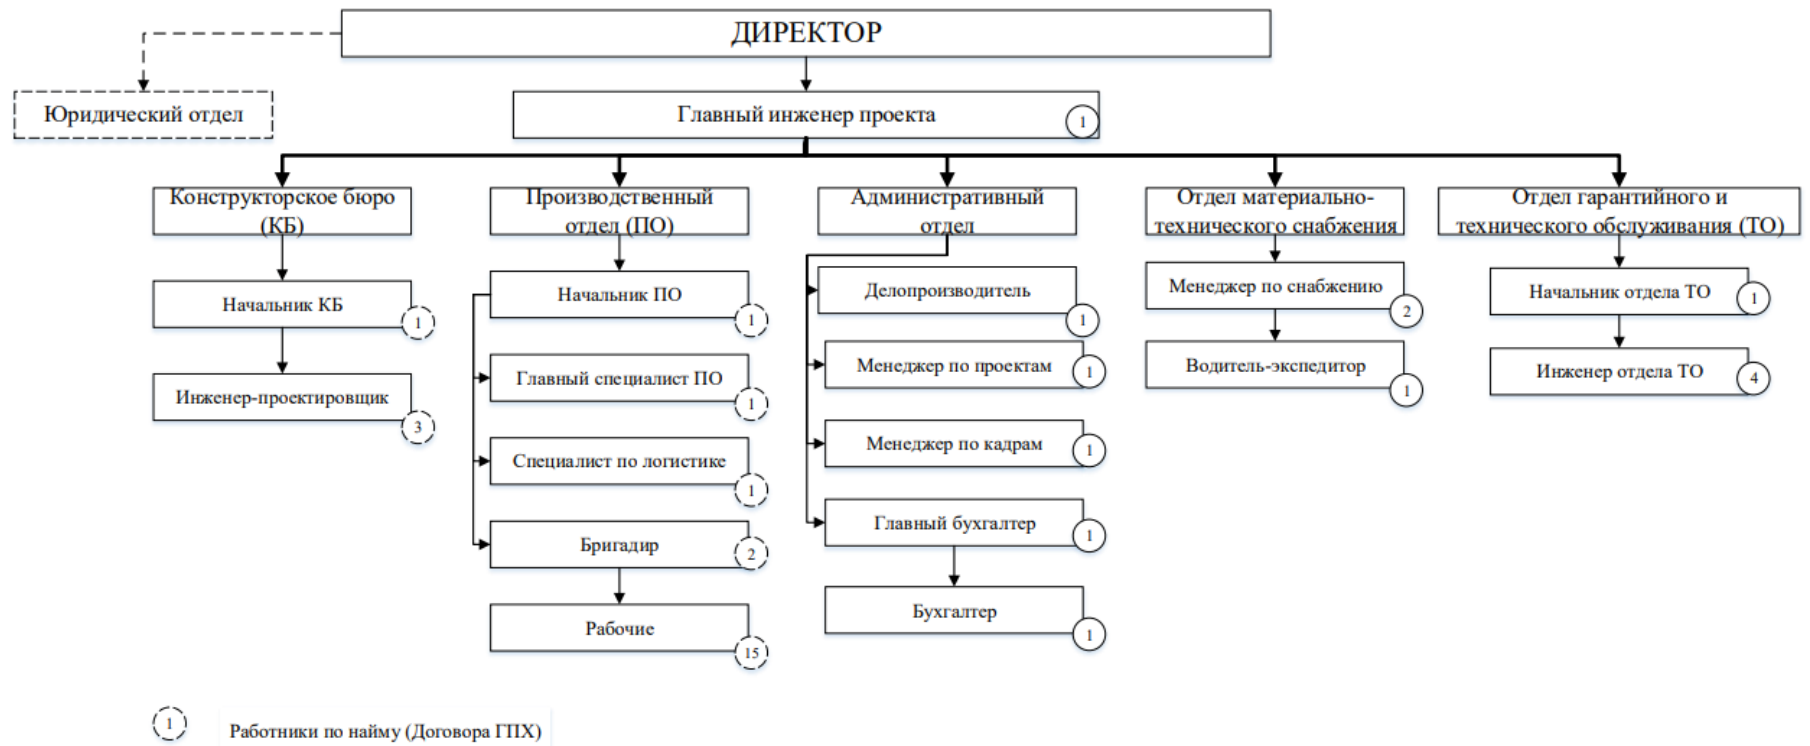 ДИРЕКТОР
Юридический отдел
Главный инженер проекта
1
Конструкторское бюро
(КБ)
Начальник КБ
1
Инженер-проектировщик
3
Производственный
отдел (ПО)
Начальник ПО
1
Главный специалист ПО
1
Специалист по логистике
1
Бригадир
2
Рабочие
15
Административный
отдел
Делопроизводитель
1
Менеджер по проектам
1
Менеджер по кадрам
1
Главный бухгалтер
1
Бухгалтер
1
Отдел материально-
технического снабжения
Менеджер по снабжению
2
Водитель-экспедитор
1
Отдел гарантийного и
технического обслуживания (ТО)
Начальник отдела ТО
1
Инженер отдела ТО
4
1
Работники по найму (Договора ГПХ)